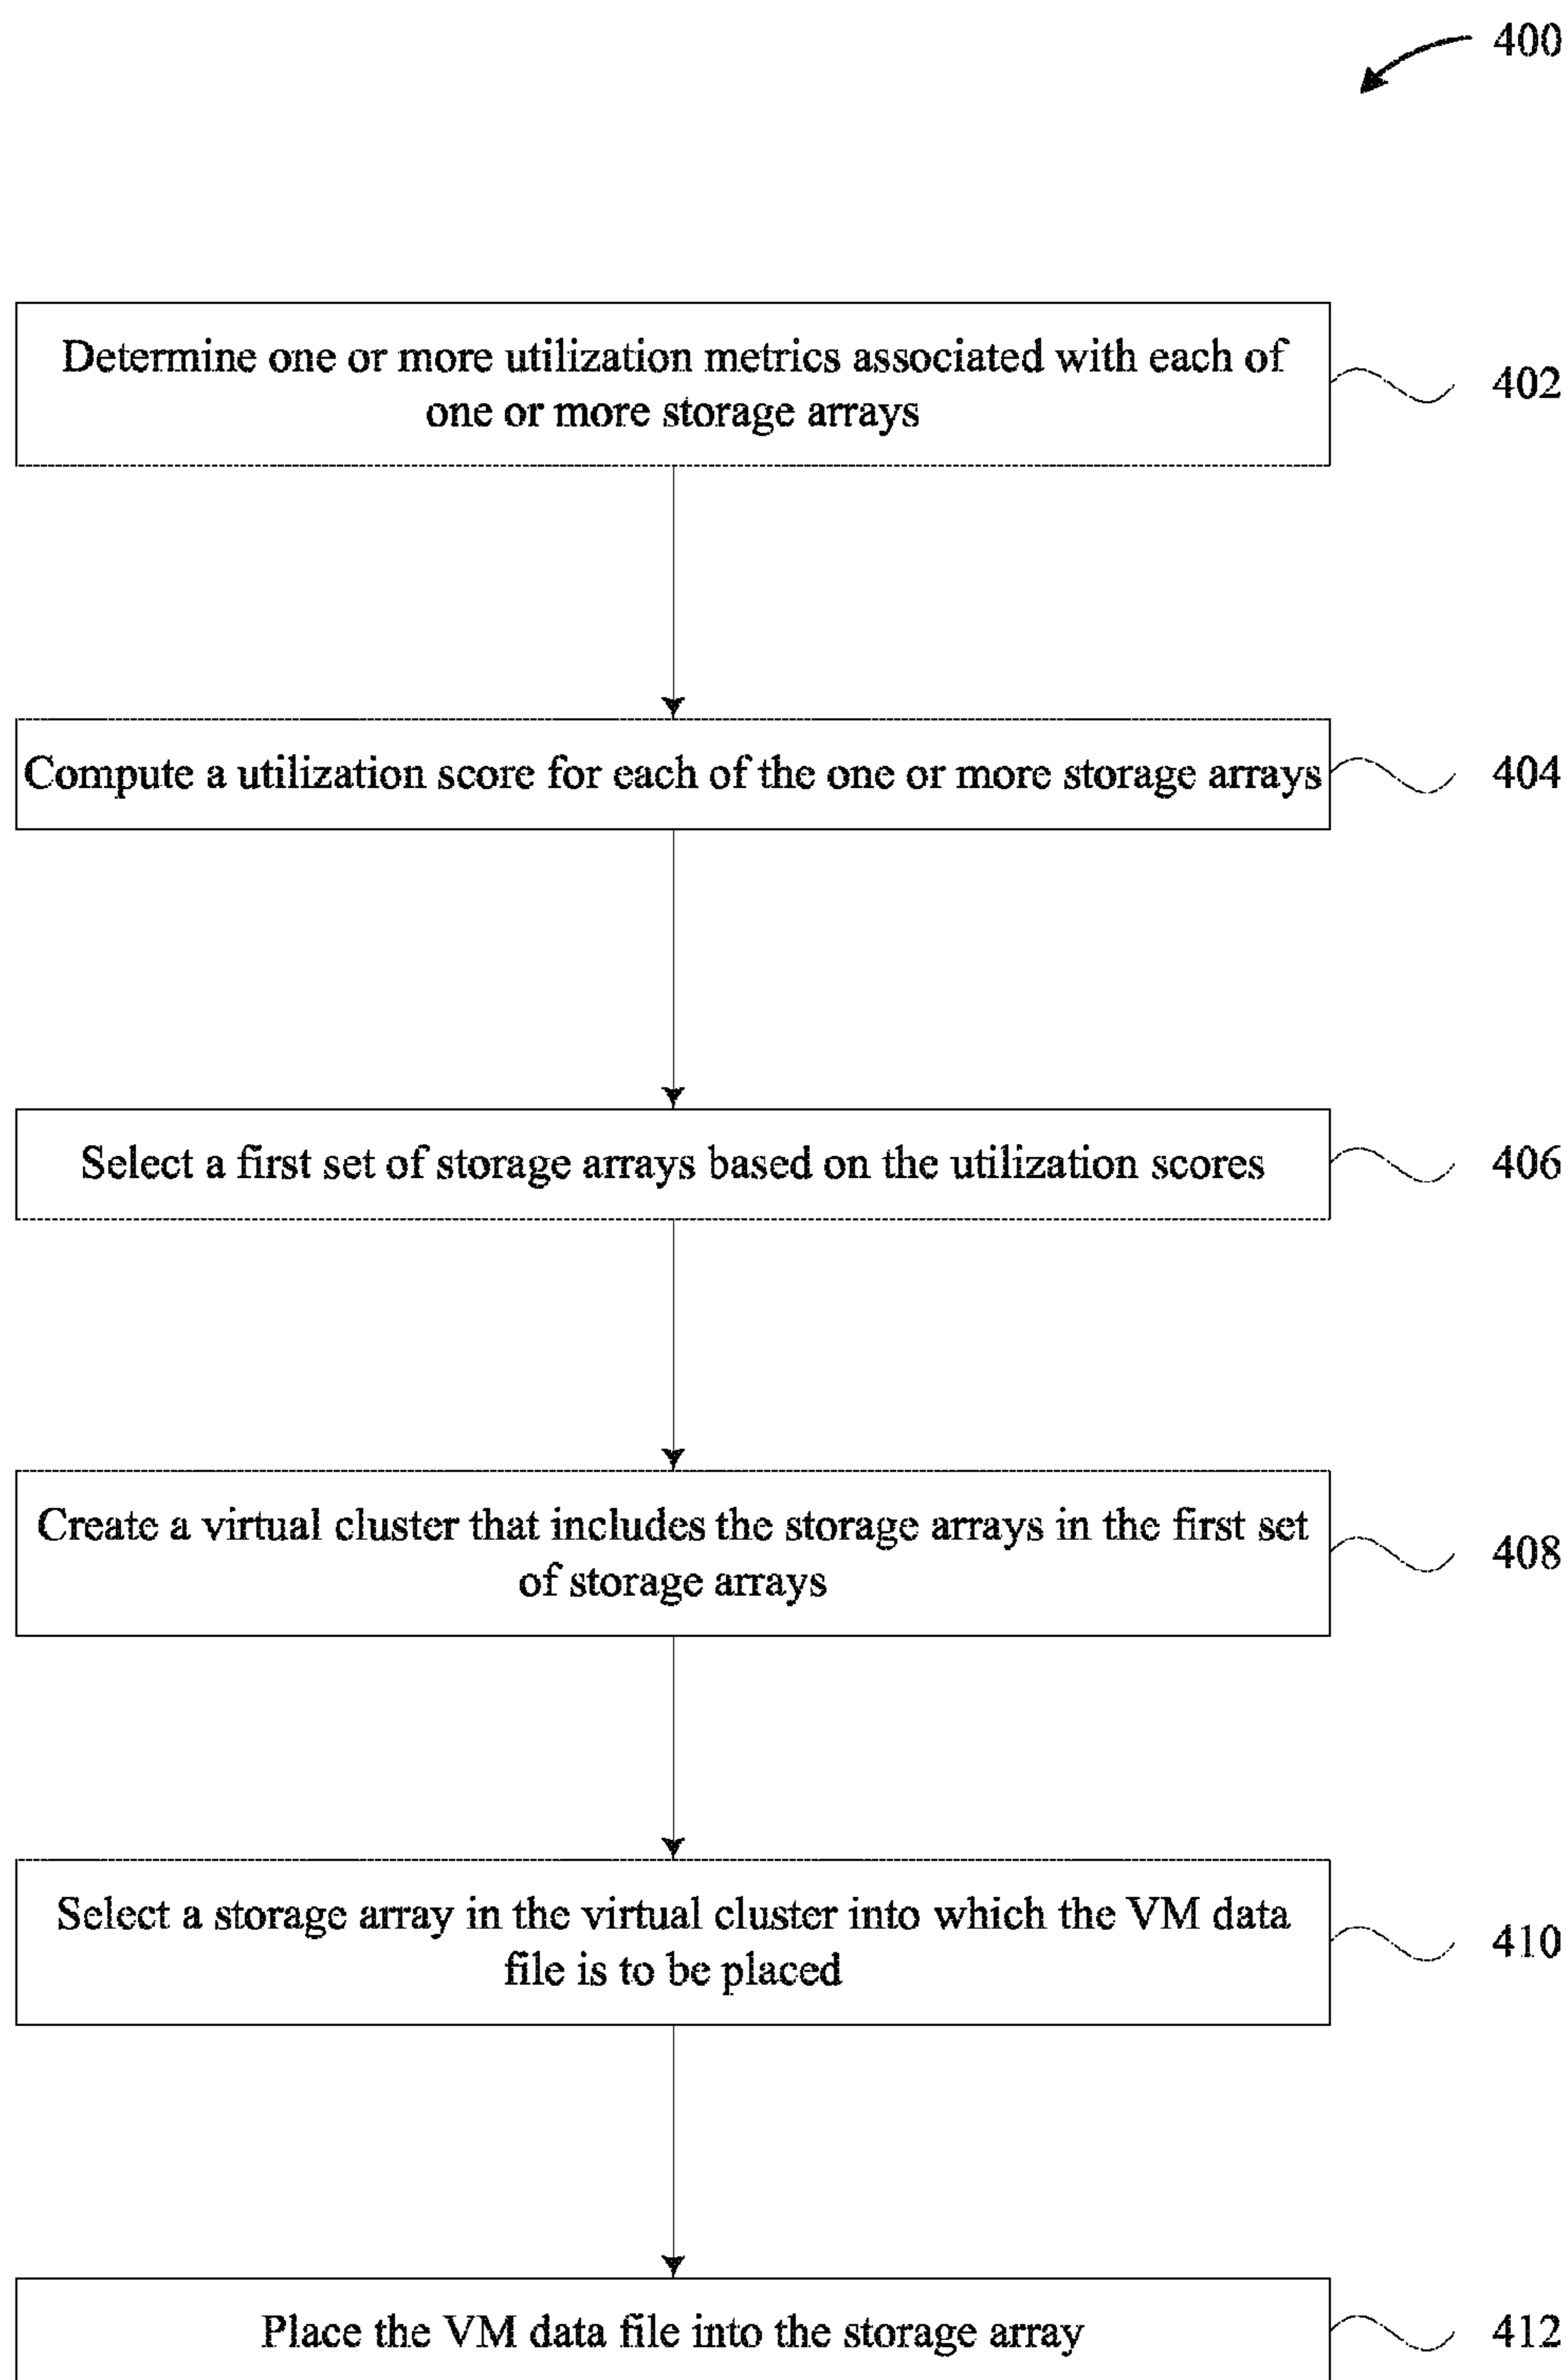 400
Determine one or more utilization metrics associated with each of
one or more storage arrays
402
Compute a utilization score for each of the one or more storage arrays
404
Select a first set of storage arrays based on the utilization scores
406
Create a virtual cluster that includes the storage arrays in the first set
of storage arrays
408
Select a storage array in the virtual cluster into which the VM data
file is to be placed
410
Place the VM data file into the storage array
412